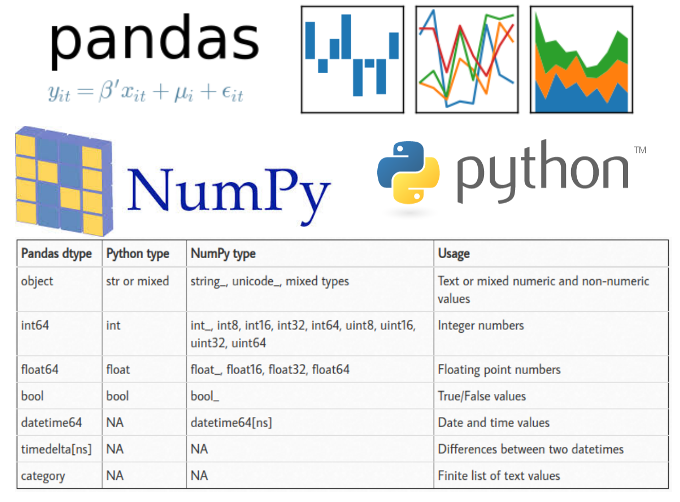 pandas
y_{it} = β'x_{it} + μ_i + ϵ_{it}
NumPy
python™
Pandas dtype Python type NumPy type Usage
object str or mixed string_, unicode_, mixed types Text or mixed numeric and non-numeric
values
int64 int int_, int8, int16, int32, int64, uint8, uint16, Integer numbers
uint32, uint64
float64 float float_, float16, float32, float64 Floating point numbers
bool bool bool_ True/False values
datetime64 NA datetime64[ns] Date and time values
timedelta[ns] NA NA Differences between two datetimes
category NA NA Finite list of text values